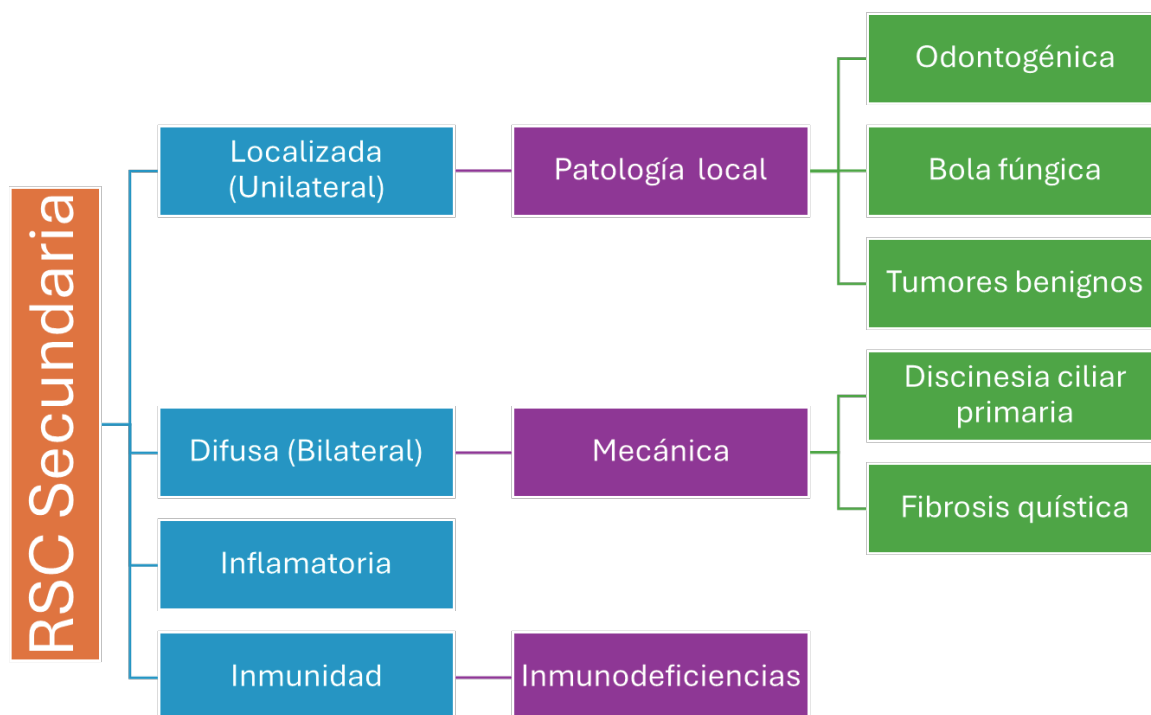 RSC Secundaria
Localizada
(Unilateral)
Patología local
Odontogénica
Bola fúngica
Tumores benignos
Difusa (Bilateral)
Mecánica
Discinesia ciliar
primaria
Fibrosis quística
Inflamatoria
Inmunidad
Inmunodeficiencias